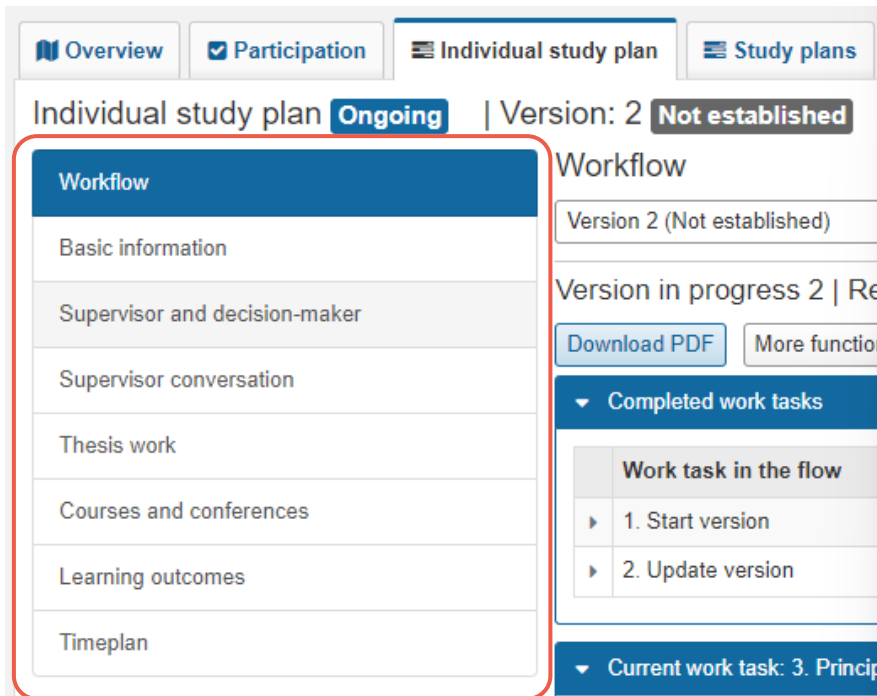 Overview Participation Individual study plan Study plans
Individual study plan Ongoing | Version: 2 Not established
Workflow
Basic information
Supervisor and decision-maker
Supervisor conversation
Thesis work
Courses and conferences
Learning outcomes
Timeplan
Workflow
Version 2 (Not established)
Version in progress 2 | Re
Download PDF More function
Completed work tasks
Work task in the flow
1. Start version
2. Update version
Current work task: 3. Princip